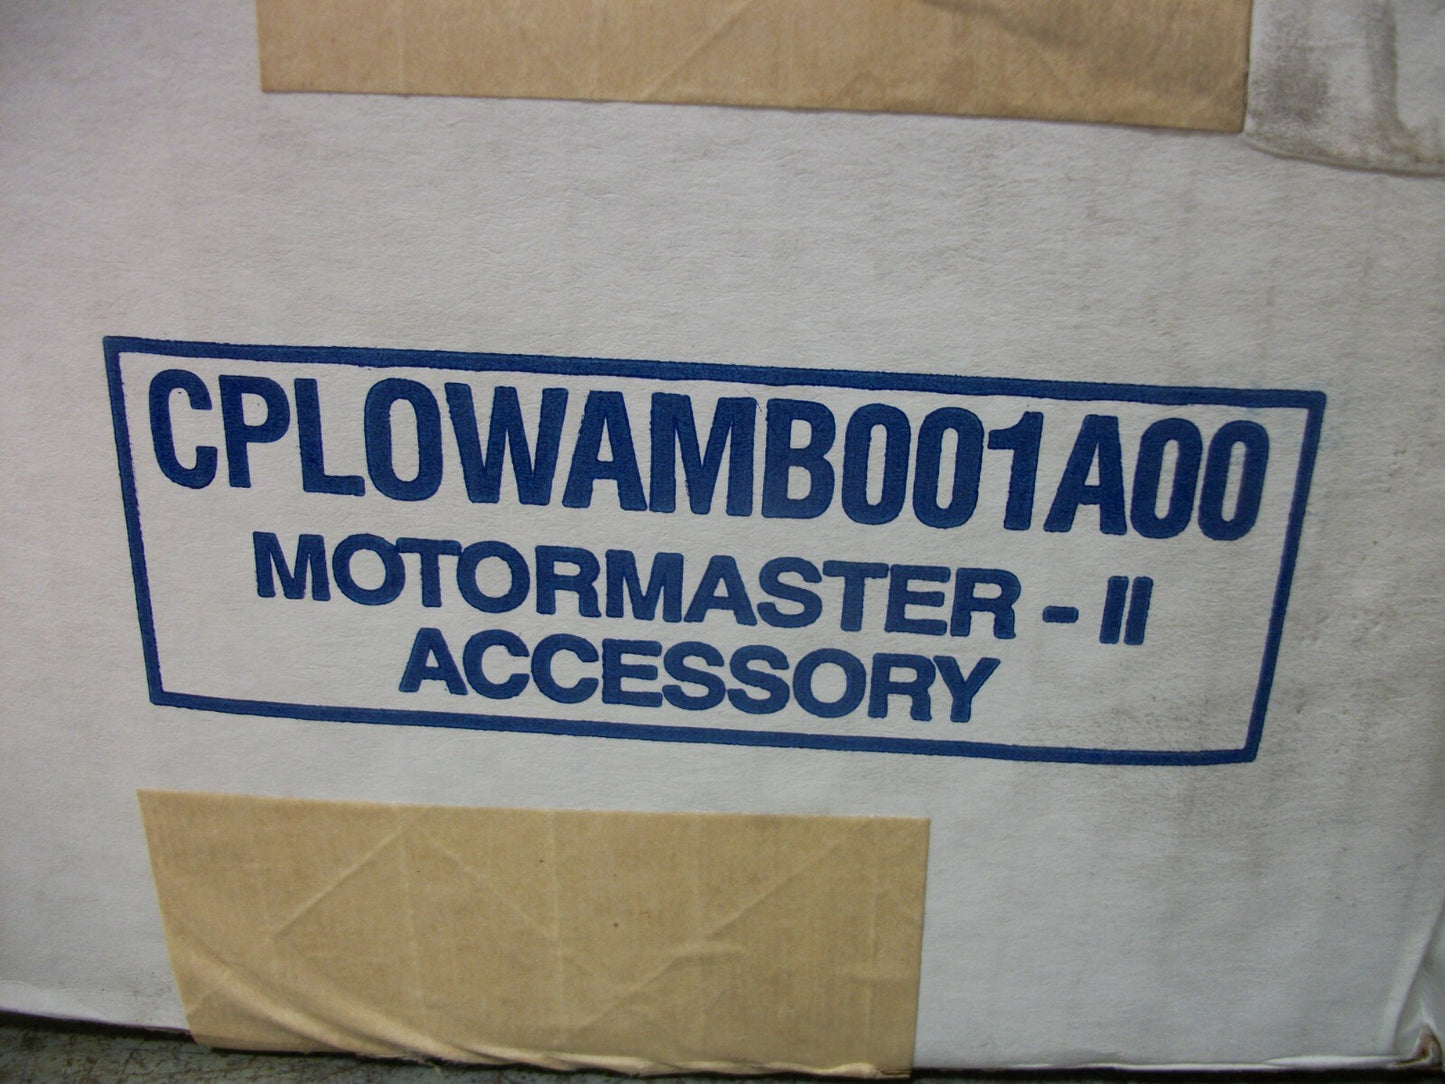 CPLOWAMB001A00
MOTORMASTER - II
ACCESSORY